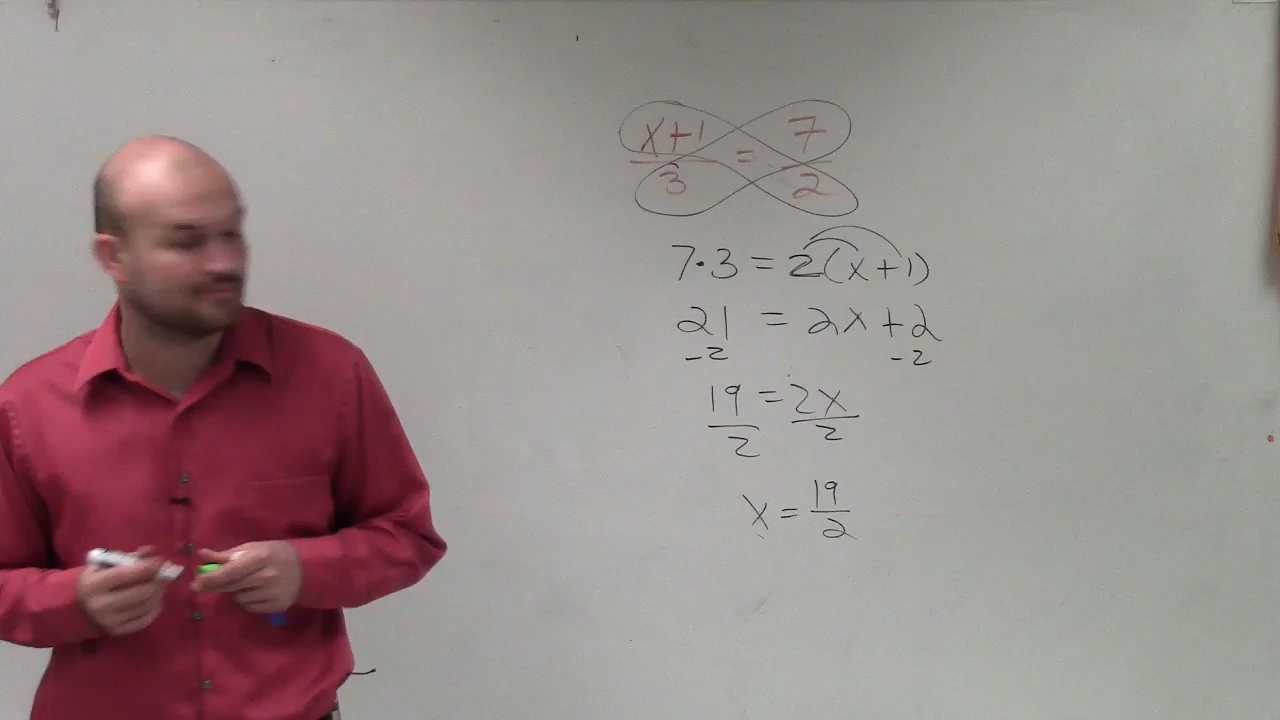 x+1 = 7
3 2
7·3 = 2(x+1)
21 = 2x+2
-2 -2
19 = 2x
2 2
x = 19
2